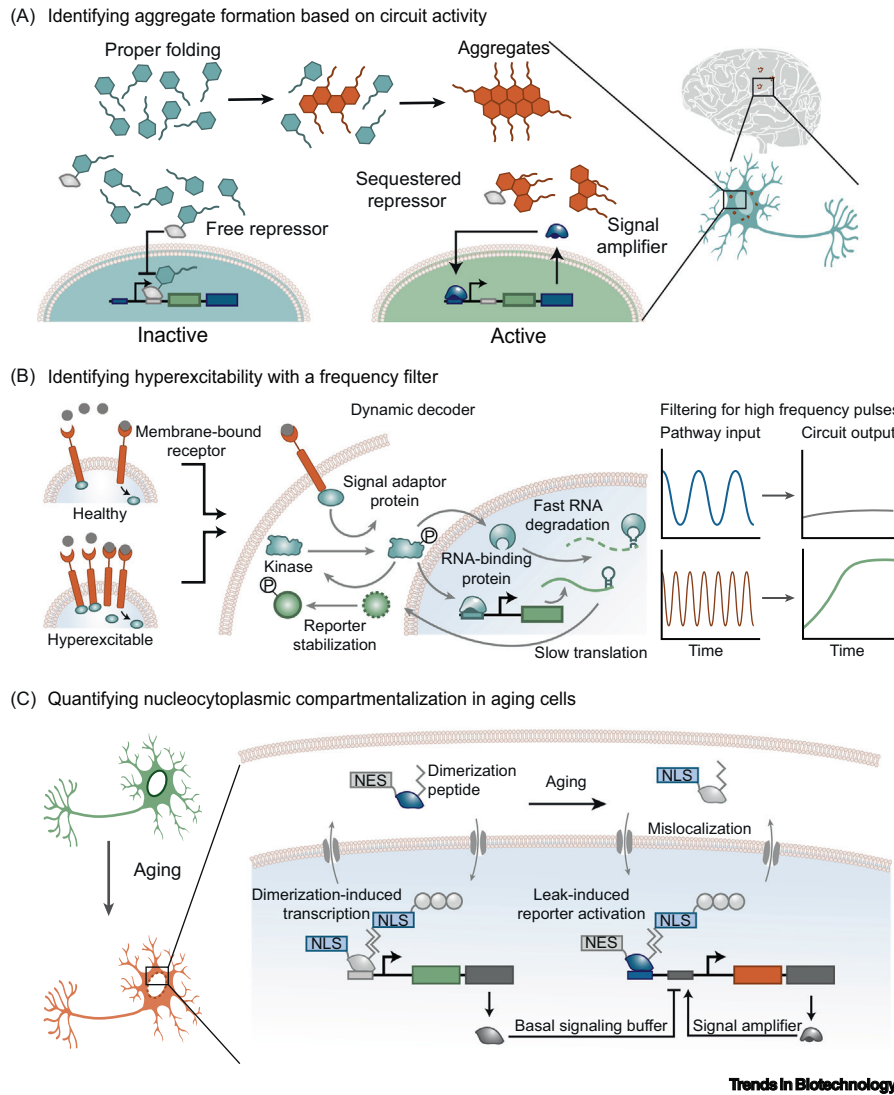 (A) Identifying aggregate formation based on circuit activity
Proper folding
Aggregates
Free repressor
Sequestered
repressor
Signal
amplifier
Inactive
Active
(B) Identifying hyperexcitability with a frequency filter
Membrane-bound
receptor
Healthy
Hyperexcitable
Dynamic decoder
Signal adaptor
protein
Kinase
P
P
Reporter
stabilization
RNA-binding
protein
Fast RNA
degradation
Slow translation
Filtering for high frequency pulses
Pathway input
Circuit output
Time
Time
(C) Quantifying nucleocytoplasmic compartmentalization in aging cells
Aging
NES
Dimerization
peptide
Aging
NLS
Mislocalization
Dimerization-induced
transcription
NLS
NLS
Leak-induced
reporter activation
NLS
NES
Basal signaling buffer
Signal amplifier
Trends in Biotechnology